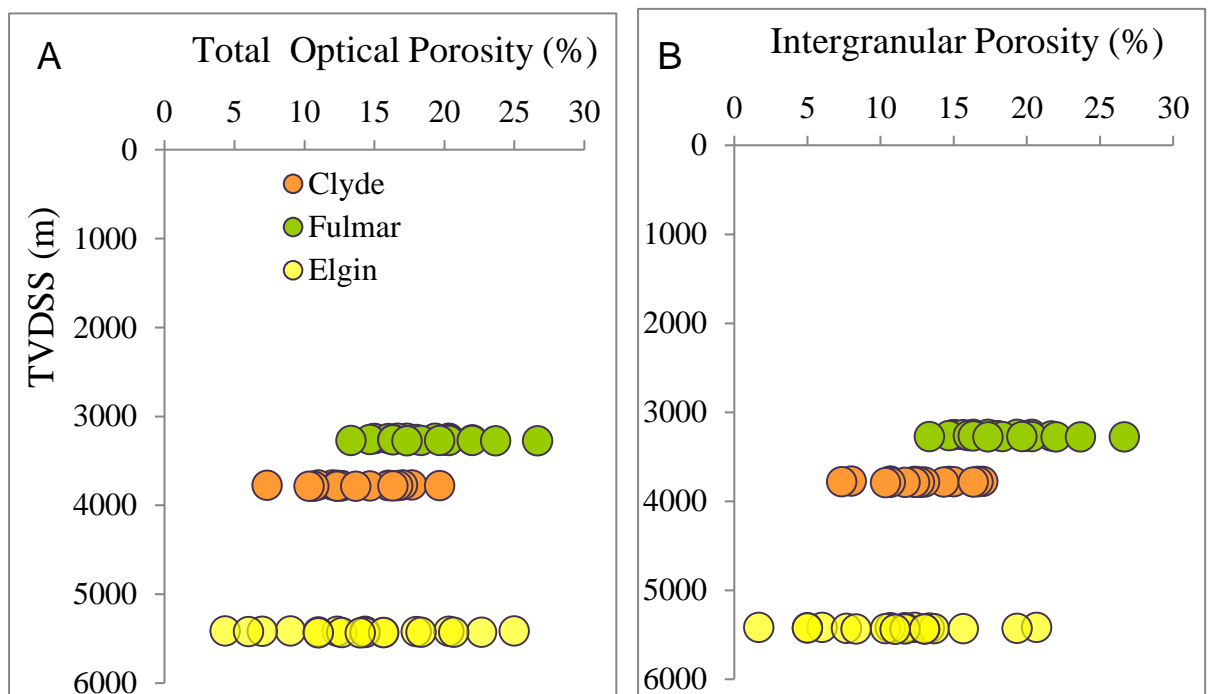 A
Total Optical Porosity (%)
0 5 10 15 20 25 30
0
1000
2000
3000
4000
5000
6000
TVDSS (m)
Clyde
Fulmar
Elgin
B
Intergranular Porosity (%)
0 5 10 15 20 25 30
0
1000
2000
3000
4000
5000
6000